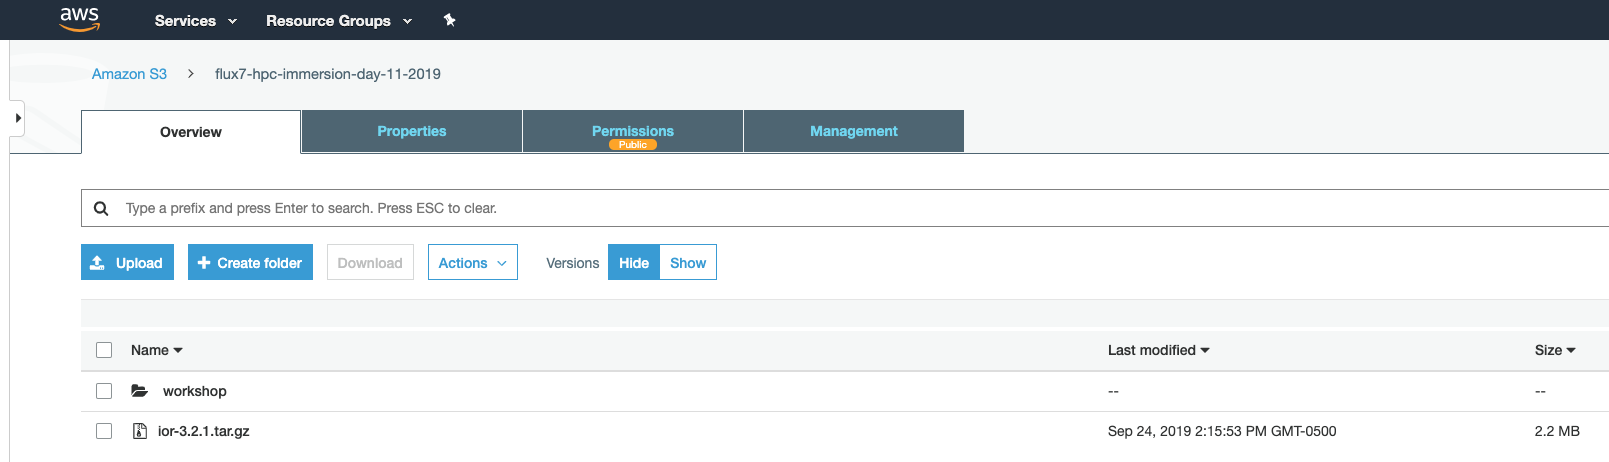 aws Services Resource Groups
Amazon S3 > flux7-hpc-immersion-day-11-2019
Overview Properties Permissions Management
Public
Type a prefix and press Enter to search. Press ESC to clear.
Upload + Create folder Download Actions Versions Hide Show
Name Last modified Size
workshop -- --
ior-3.2.1.tar.gz Sep 24, 2019 2:15:53 PM GMT-0500 2.2 MB